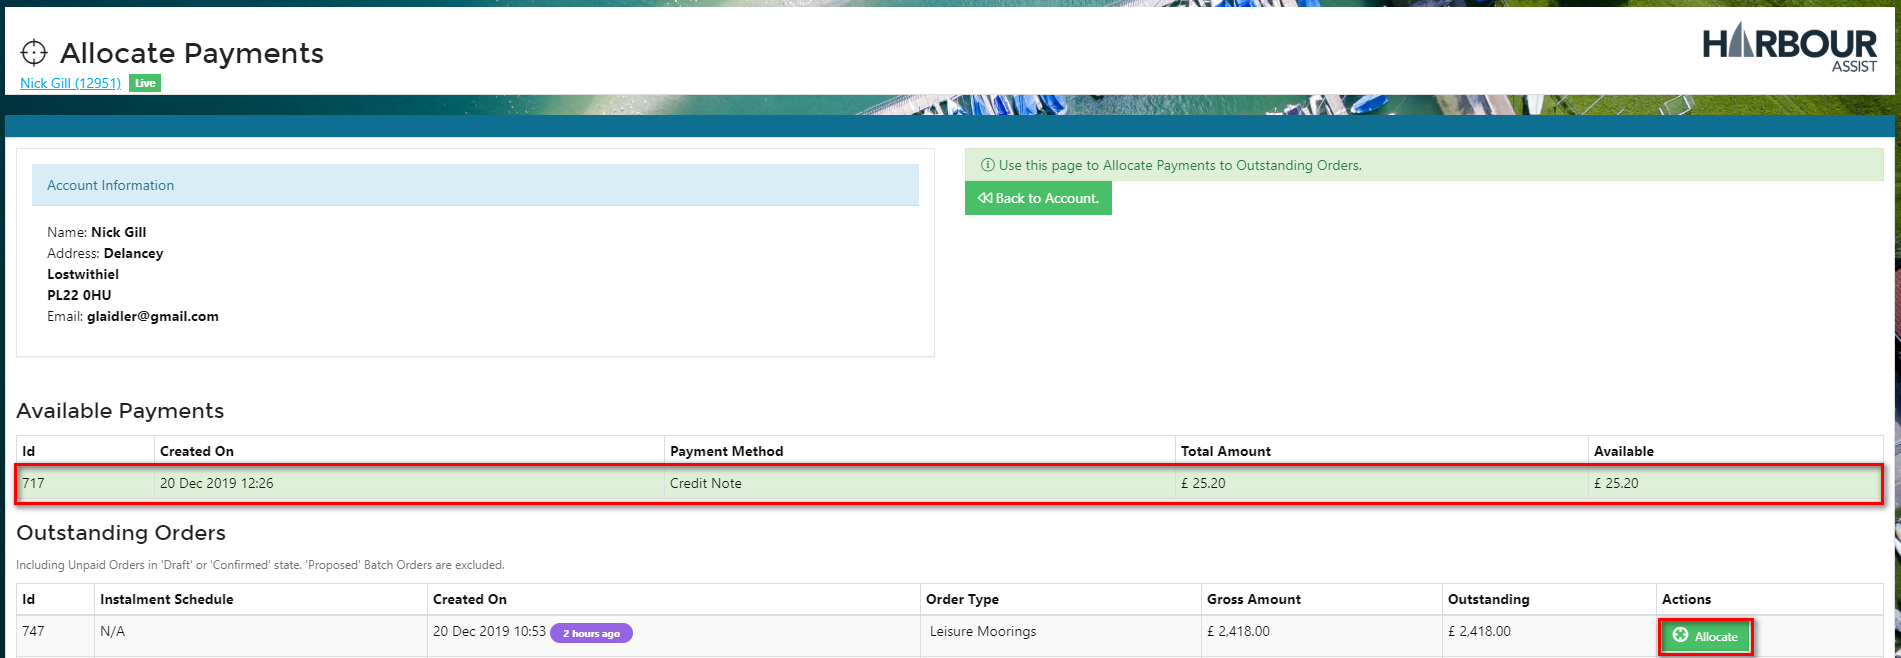 Allocate Payments
Nick Gill (12951) Live
HARBOUR
ASSIST
Account Information
Name: Nick Gill
Address: Delancey
Lostwithiel
PL22 0HU
Email: glaidler@gmail.com
Use this page to Allocate Payments to Outstanding Orders.
Back to Account.
Available Payments
Id Created On Payment Method Total Amount Available
717 20 Dec 2019 12:26 Credit Note £ 25.20 £ 25.20
Outstanding Orders
Including Unpaid Orders in 'Draft' or 'Confirmed' state. 'Proposed' Batch Orders are excluded.
Id Instalment Schedule Created On Order Type Gross Amount Outstanding Actions
747 N/A 20 Dec 2019 10:53 2 hours ago Leisure Moorings £ 2,418.00 £ 2,418.00 Allocate